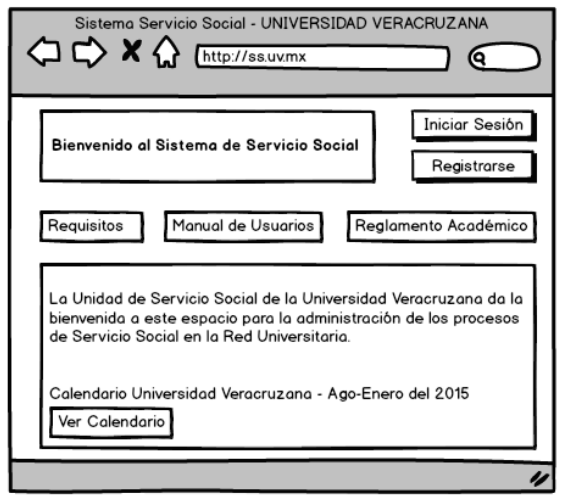 Sistema Servicio Social - UNIVERSIDAD VERACRUZANA
http://ss.uv.mx
Bienvenido al Sistema de Servicio Social
Iniciar Sesión
Registrarse
Requisitos
Manual de Usuarios
Reglamento Académico
La Unidad de Servicio Social de la Universidad Veracruzana da la
bienvenida a este espacio para la administración de los procesos
de Servicio Social en la Red Universitaria.
Calendario Universidad Veracruzana - Ago-Enero del 2015
Ver Calendario